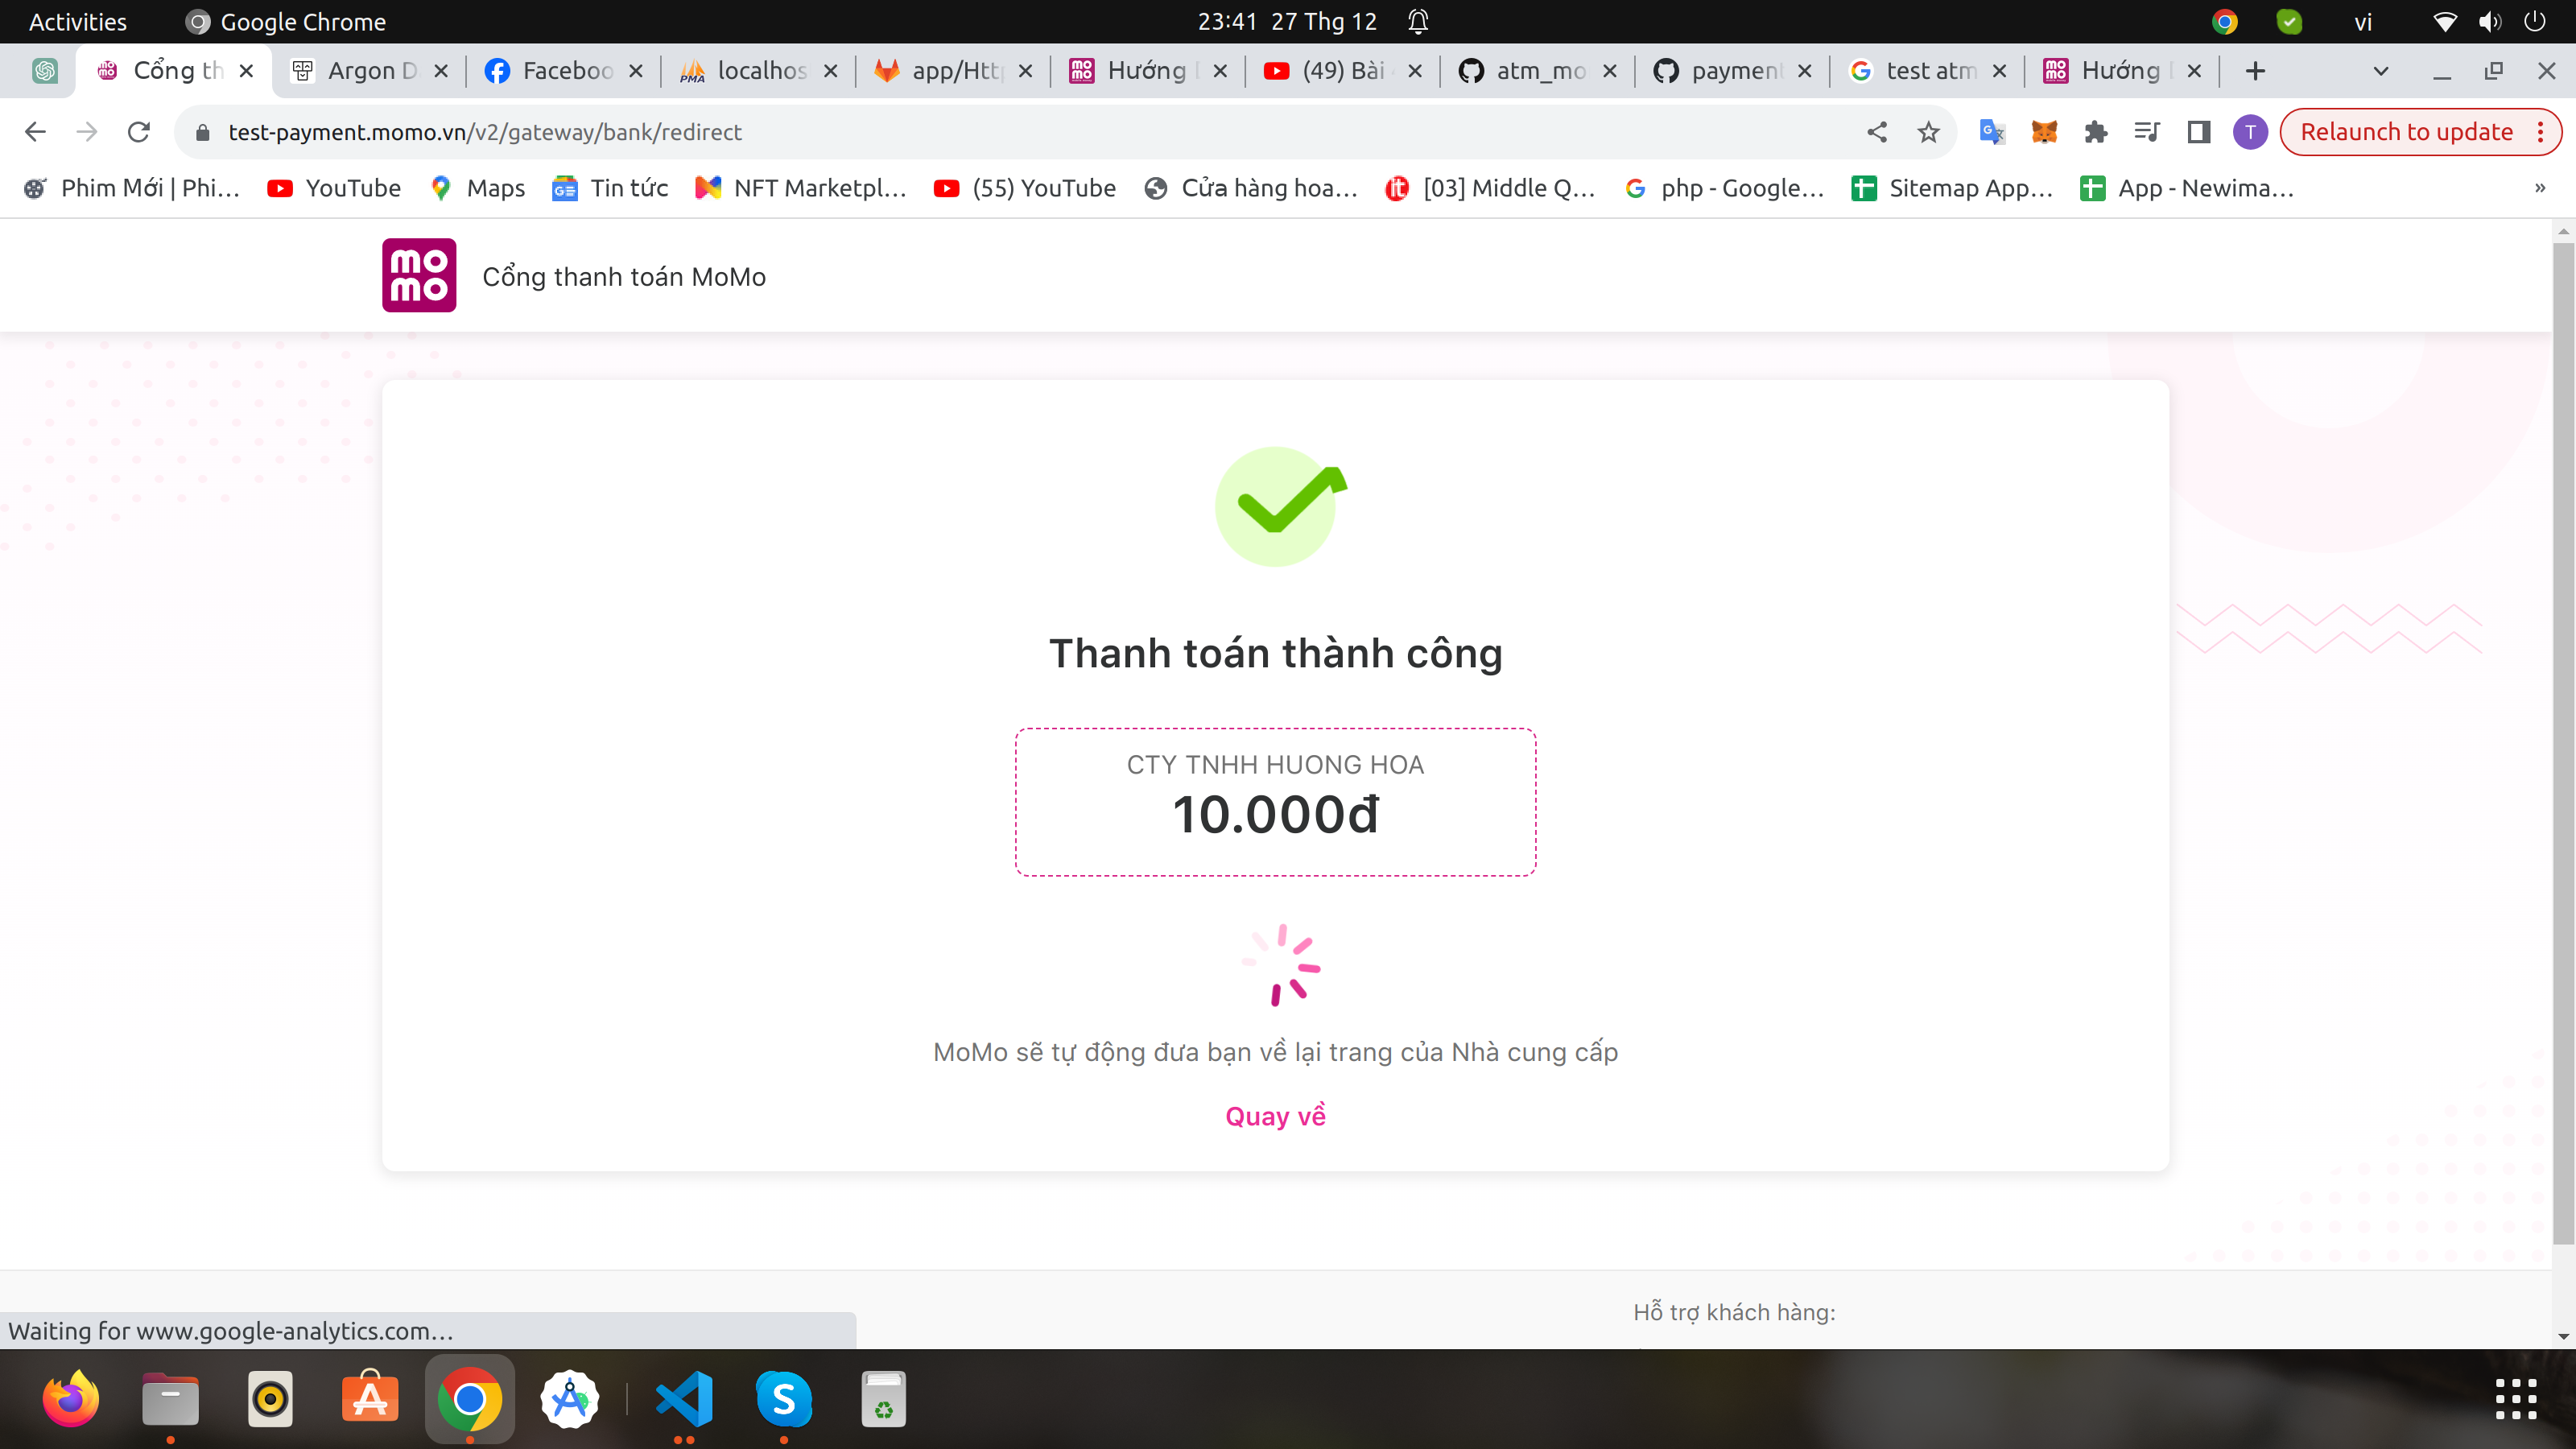 Activities Google Chrome 23:41 27 Thg 12 vi
Cổng th Argon D Faceboo localhos app/Http Hướng D (49) Bài atm_mo payment test atm Hướng D
test-payment.momo.vn/v2/gateway/bank/redirect T Relaunch to update
Phim Mới | Phi… YouTube Maps Tin tức NFT Marketpl… (55) YouTube Cửa hàng hoa… [03] Middle Q… php - Google… Sitemap App… App - Newima… »
momo Cổng thanh toán MoMo
Thanh toán thành công
CTY TNHH HUONG HOA
10.000đ
MoMo sẽ tự động đưa bạn về lại trang của Nhà cung cấp
Quay về
Hỗ trợ khách hàng:
Waiting for www.google-analytics.com…